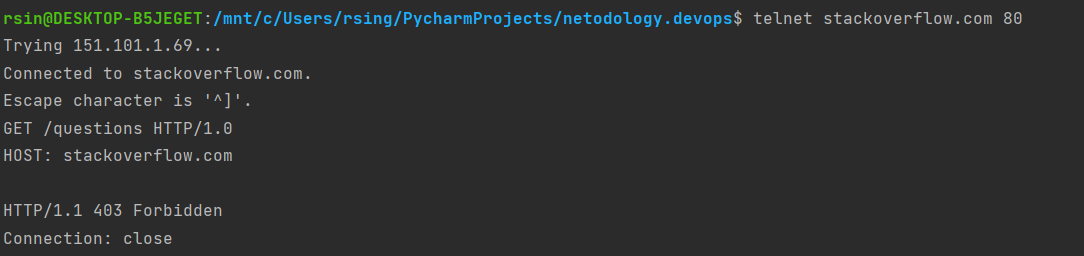 rsin@DESKTOP-B5JEGET:/mnt/c/Users/rsing/PycharmProjects/netodology.devops$ telnet stackoverflow.com 80
Trying 151.101.1.69...
Connected to stackoverflow.com.
Escape character is '^]'.
GET /questions HTTP/1.0
HOST: stackoverflow.com
HTTP/1.1 403 Forbidden
Connection: close